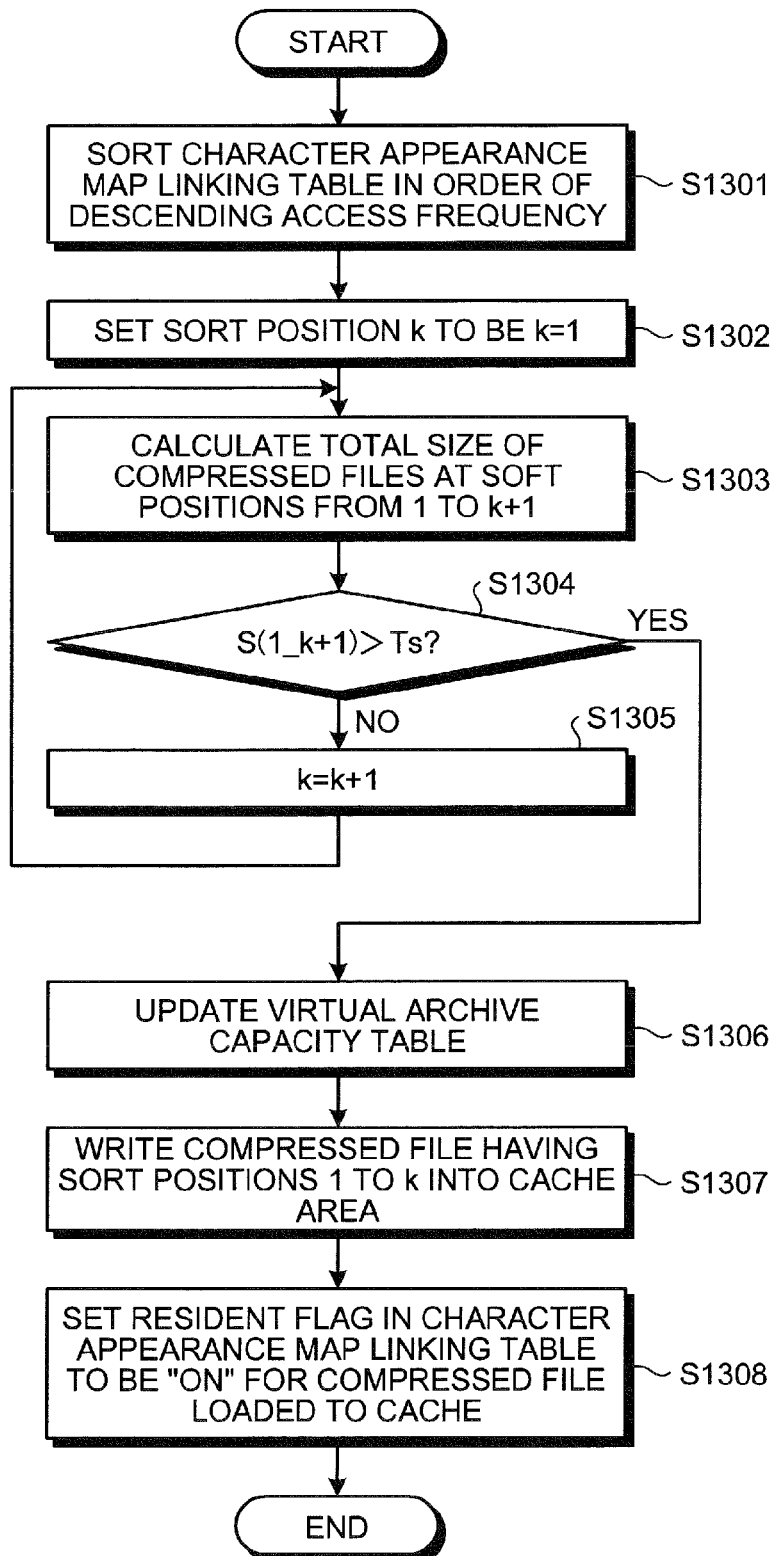 START
SORT CHARACTER APPEARANCE
MAP LINKING TABLE IN ORDER OF
DESCENDING ACCESS FREQUENCY
S1301
SET SORT POSITION k TO BE k=1
S1302
CALCULATE TOTAL SIZE OF
COMPRESSED FILES AT SOFT
POSITIONS FROM 1 TO k+1
S1303
S1304
S(1_k+1)>Ts?
YES
NO
S1305
k=k+1
UPDATE VIRTUAL ARCHIVE
CAPACITY TABLE
S1306
WRITE COMPRESSED FILE HAVING
SORT POSITIONS 1 TO k INTO CACHE
AREA
S1307
SET RESIDENT FLAG IN CHARACTER
APPEARANCE MAP LINKING TABLE
TO BE "ON" FOR COMPRESSED FILE
LOADED TO CACHE
S1308
END